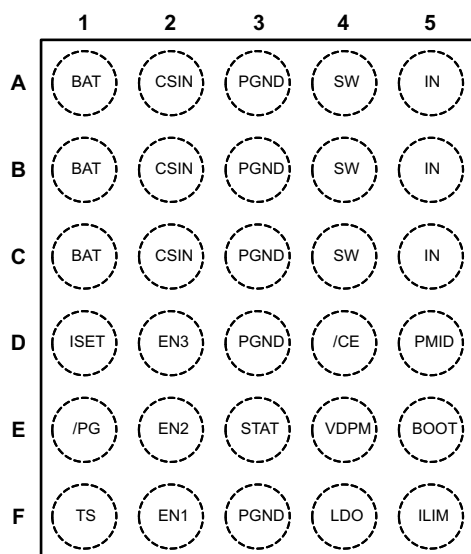 1 2 3 4 5
A BAT CSIN PGND SW IN
B BAT CSIN PGND SW IN
C BAT CSIN PGND SW IN
D ISET EN3 PGND /CE PMID
E /PG EN2 STAT VDPM BOOT
F TS EN1 PGND LDO ILIM